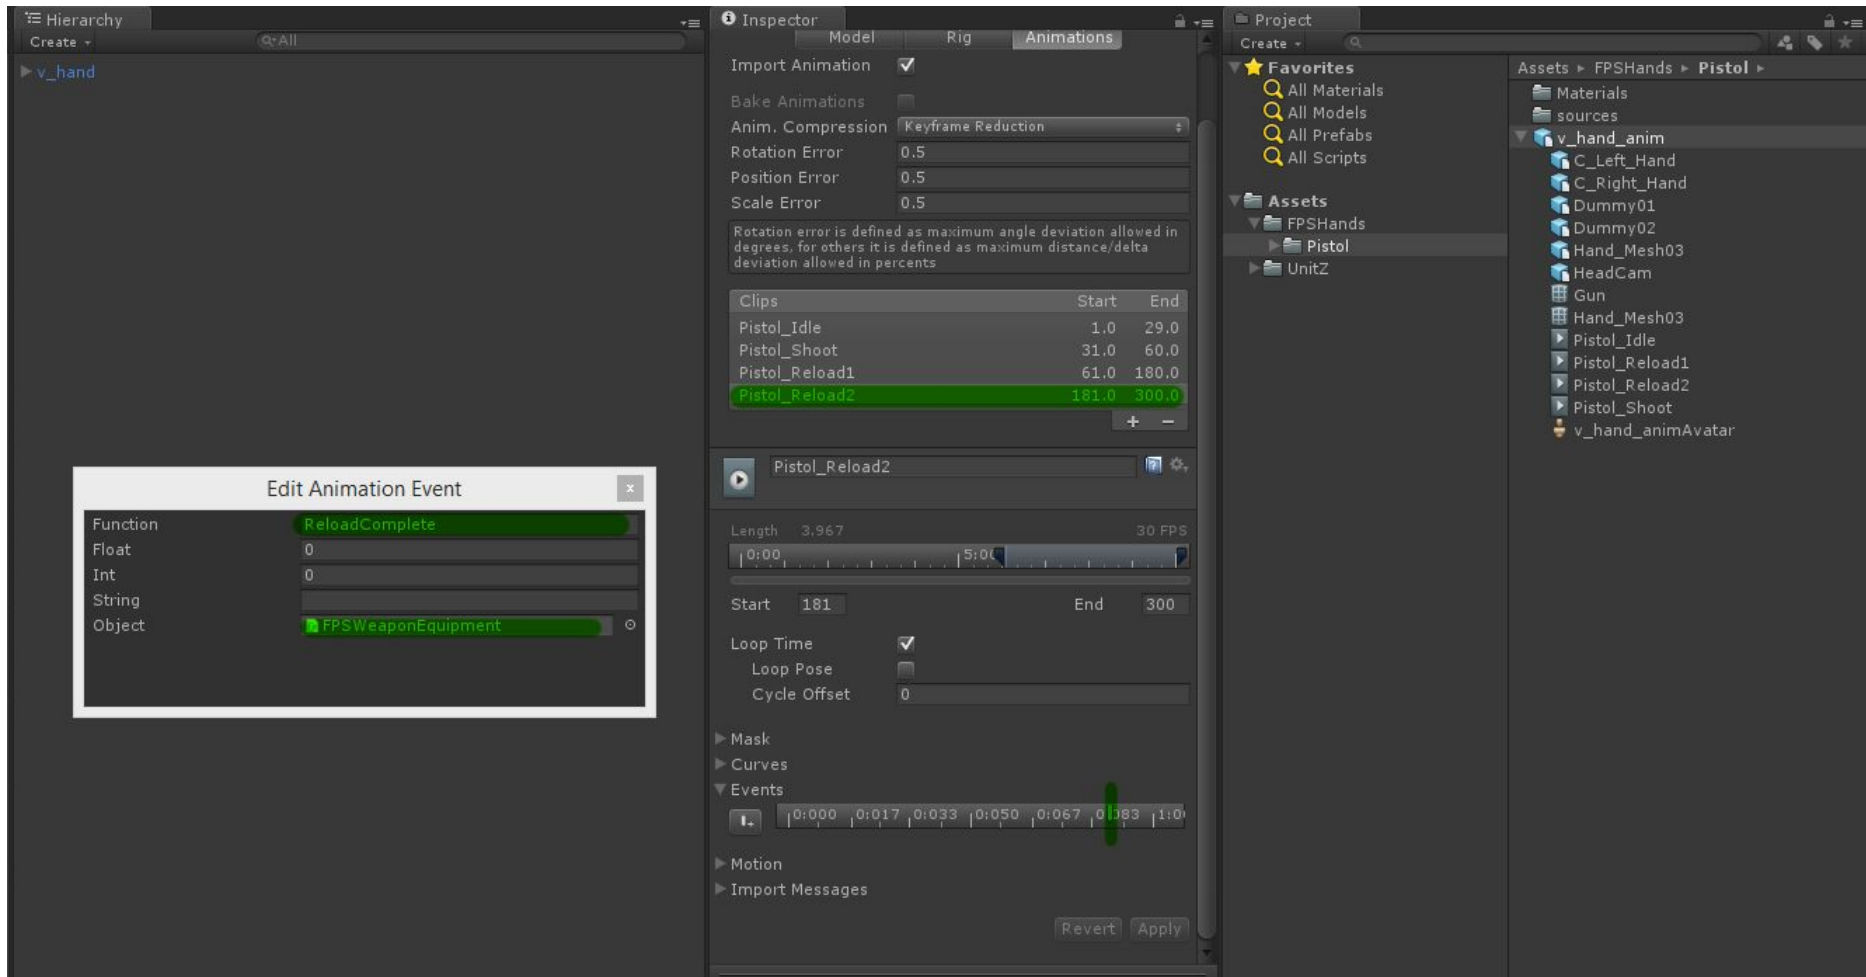 Hierarchy
Create
All
v_hand
Edit Animation Event
x
Function ReloadComplete
Float 0
Int 0
String
Object FPSWeaponEquipment
Inspector
Model Rig Animations
Import Animation
Bake Animations
Anim. Compression Keyframe Reduction
Rotation Error 0.5
Position Error 0.5
Scale Error 0.5
Rotation error is defined as maximum angle deviation allowed in
degrees, for others it is defined as maximum distance/delta
deviation allowed in percents
Clips Start End
Pistol_Idle 1.0 29.0
Pistol_Shoot 31.0 60.0
Pistol_Reload1 61.0 180.0
Pistol_Reload2 181.0 300.0
+ −
Pistol_Reload2
Length 3.967 30 FPS
0:00 5:00
Start 181 End 300
Loop Time
Loop Pose
Cycle Offset 0
Mask
Curves
Events
0:000 0:017 0:033 0:050 0:067 0:083 1:0
Motion
Import Messages
Revert Apply
Project
Create
Favorites
All Materials
All Models
All Prefabs
All Scripts
Assets
FPSHands
Pistol
UnitZ
Assets ▸ FPSHands ▸ Pistol ▸
Materials
sources
v_hand_anim
C_Left_Hand
C_Right_Hand
Dummy01
Dummy02
Hand_Mesh03
HeadCam
Gun
Hand_Mesh03
Pistol_Idle
Pistol_Reload1
Pistol_Reload2
Pistol_Shoot
v_hand_animAvatar